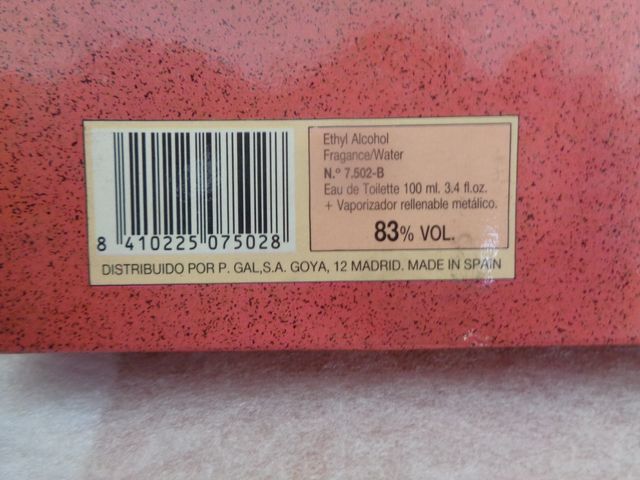 Ethyl Alcohol
Fragance/Water
N.º 7.502-B
Eau de Toilette 100 ml. 3.4 fl.oz.
+ Vaporizador rellenable metálico.
83% VOL.
8 410225 075028
DISTRIBUIDO POR P. GAL,S.A. GOYA, 12 MADRID. MADE IN SPAIN